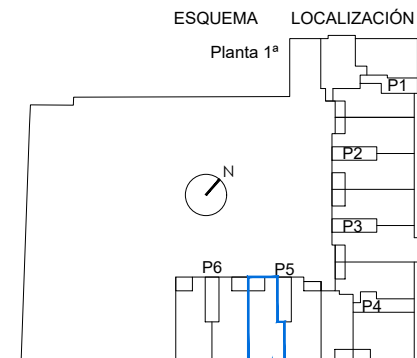 ESQUEMA LOCALIZACIÓN
Planta 1ª
P1
P2
N
P3
P6 P5
P4